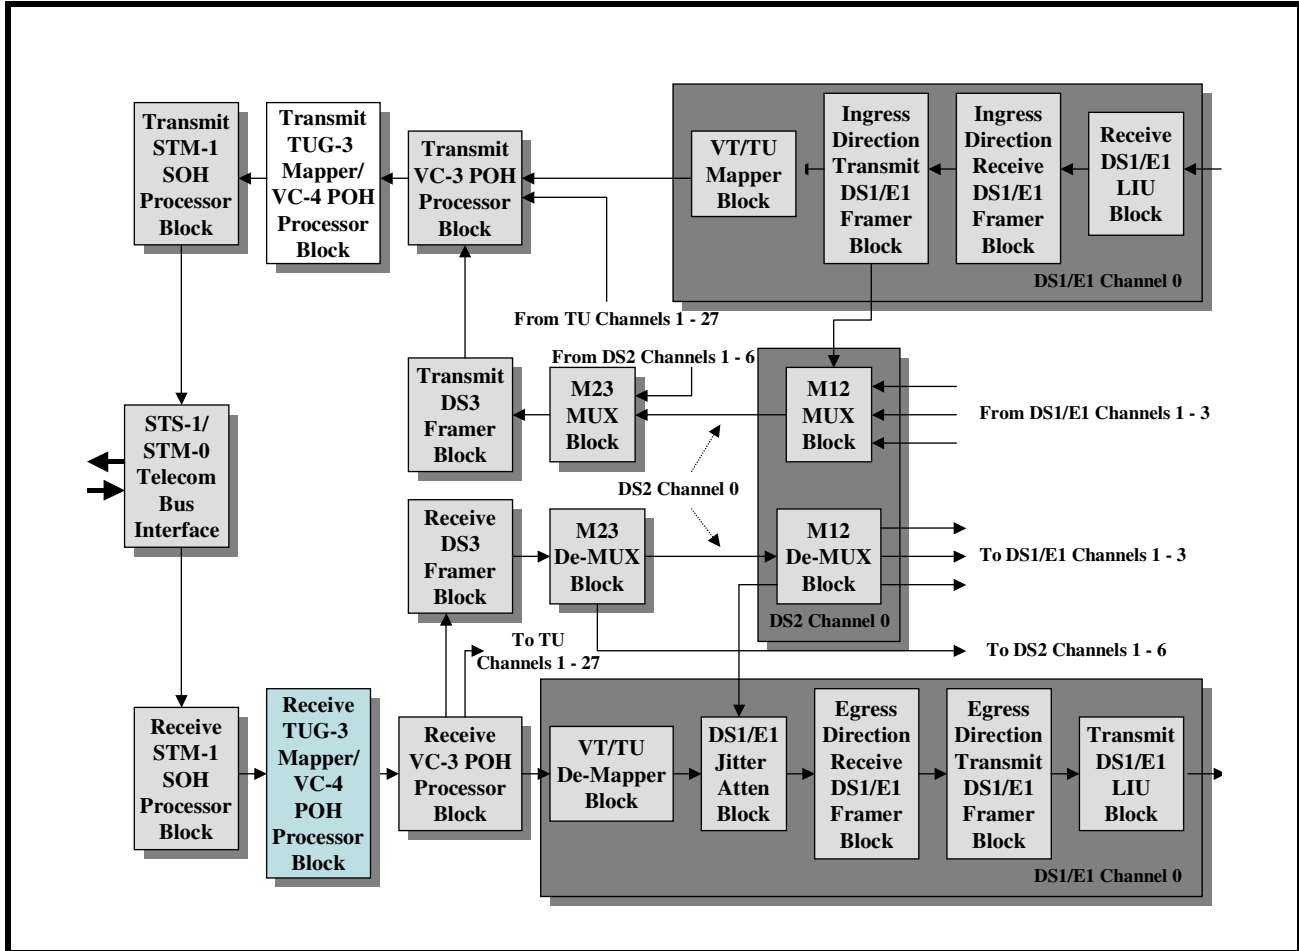 Transmit
STM-1
SOH
Processor
Block
Transmit
TUG-3
Mapper/
VC-4 POH
Processor
Block
Transmit
VC-3 POH
Processor
Block
VT/TU
Mapper
Block
Ingress
Direction
Transmit
DS1/E1
Framer
Block
Ingress
Direction
Receive
DS1/E1
Framer
Block
Receive
DS1/E1
LIU
Block
DS1/E1 Channel 0
From TU Channels 1 - 27
From DS2 Channels 1 - 6
Transmit
DS3
Framer
Block
M23
MUX
Block
M12
MUX
Block
From DS1/E1 Channels 1 - 3
STS-1/
STM-0
Telecom
Bus
Interface
DS2 Channel 0
Receive
DS3
Framer
Block
M23
De-MUX
Block
M12
De-MUX
Block
To DS1/E1 Channels 1 - 3
DS2 Channel 0
To TU
Channels 1 - 27
To DS2 Channels 1 - 6
Receive
STM-1
SOH
Processor
Block
Receive
TUG-3
Mapper/
VC-4
POH
Processor
Block
Receive
VC-3 POH
Processor
Block
VT/TU
De-Mapper
Block
DS1/E1
Jitter
Atten
Block
Egress
Direction
Receive
DS1/E1
Framer
Block
Egress
Direction
Transmit
DS1/E1
Framer
Block
Transmit
DS1/E1
LIU
Block
DS1/E1 Channel 0